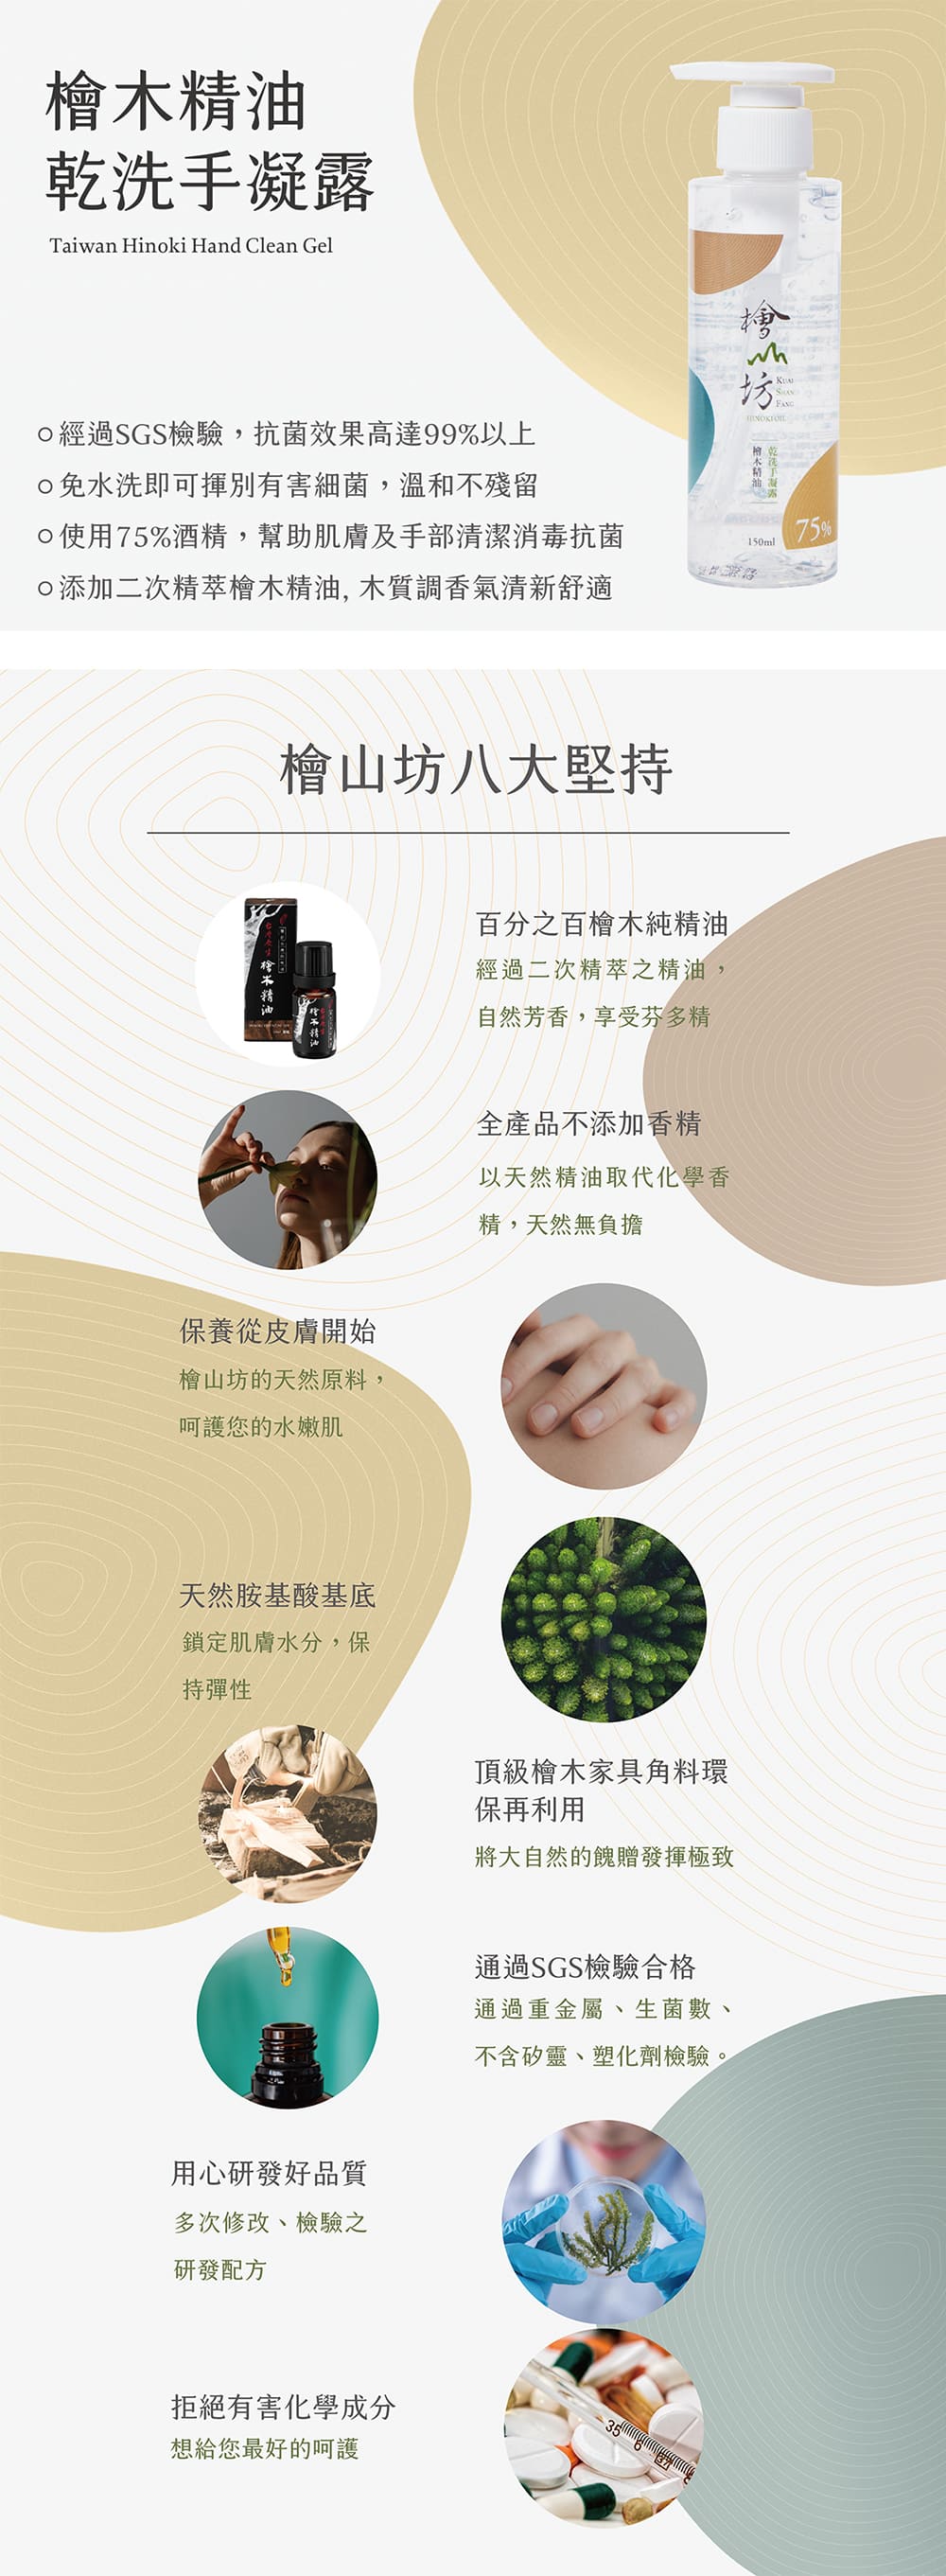 檜木精油
乾洗手凝露
Taiwan Hinoki Hand Clean Gel
檜山坊
KUAI
SHAN
FANG
HINOKI OIL
乾洗手凝露
檜木精油
75%
150ml
經過SGS檢驗，抗菌效果高達99%以上
免水洗即可揮別有害細菌，溫和不殘留
使用75%酒精，幫助肌膚及手部清潔消毒抗菌
添加二次精萃檜木精油, 木質調香氣清新舒適
檜山坊八大堅持
檜木精油
檜木精油
百分之百檜木純精油
經過二次精萃之精油，
自然芳香，享受芬多精
全產品不添加香精
以天然精油取代化學香
精，天然無負擔
保養從皮膚開始
檜山坊的天然原料，
呵護您的水嫩肌
天然胺基酸基底
鎖定肌膚水分，保
持彈性
頂級檜木家具角料環
保再利用
將大自然的餽贈發揮極致
通過SGS檢驗合格
通過重金屬、生菌數、
不含矽靈、塑化劑檢驗。
用心研發好品質
多次修改、檢驗之
研發配方
拒絕有害化學成分
想給您最好的呵護
35
6
37